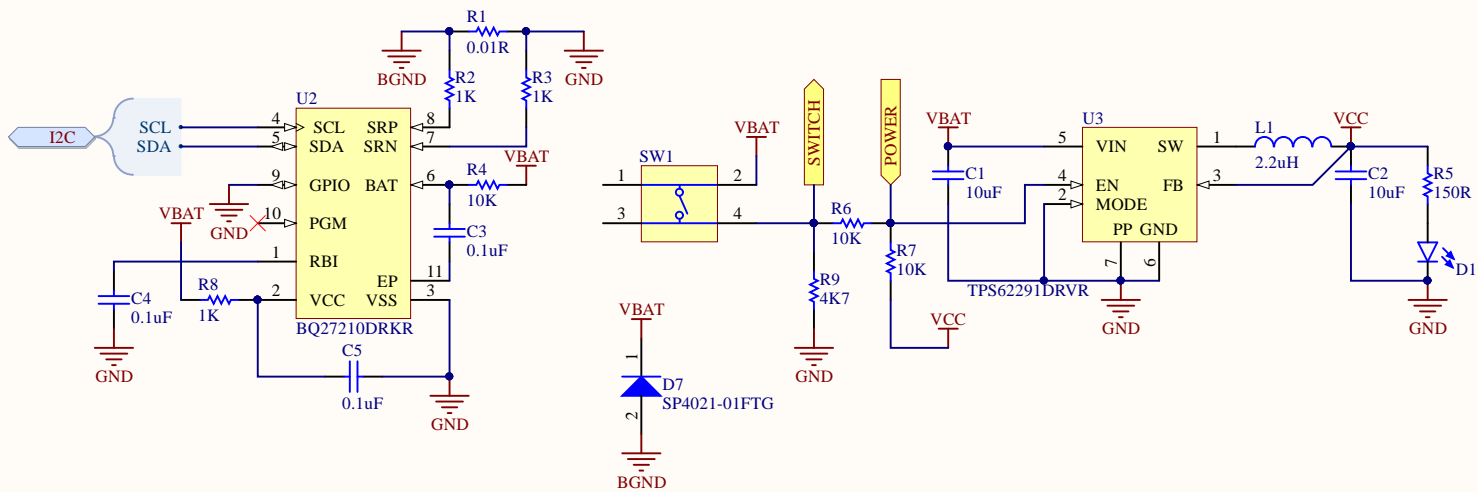 R1
0.01R
BGND
GND
R2
1K
R3
1K
U2
I2C
SCL
SDA
4
5
9
10
1
2
SCL
SDA
GPIO
PGM
RBI
VCC
SRP
SRN
BAT
EP
VSS
8
7
6
11
3
BQ27210DRKR
GND
VBAT
R4
10K
VBAT
C3
0.1uF
C4
0.1uF
GND
R8
1K
C5
0.1uF
GND
SW1
1
3
2
4
VBAT
SWITCH
POWER
R6
10K
R7
10K
R9
4K7
GND
VCC
VBAT
1
D7
SP4021-01FTG
2
BGND
VBAT
C1
10uF
U3
5
4
2
VIN
EN
MODE
PP
GND
SW
FB
1
3
7
6
TPS62291DRVR
GND
L1
2.2uH
VCC
C2
10uF
R5
150R
D1
GND